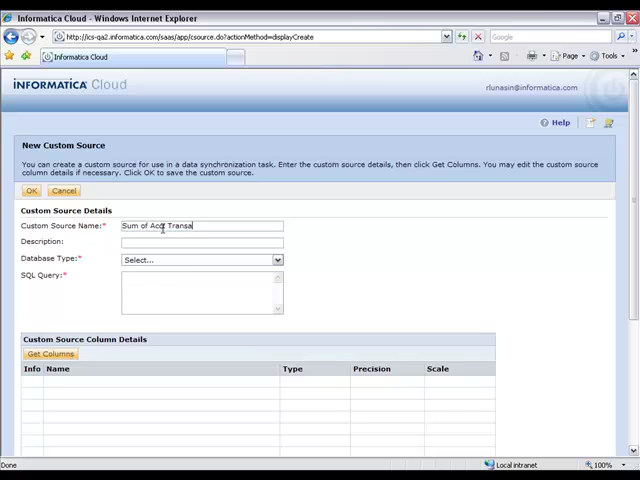 Informatica Cloud - Windows Internet Explorer
http://ics-qa2.informatica.com/saas/app/csource.do?actionMethod=displayCreate
Google
Informatica Cloud
Page
Tools
INFORMATICA Cloud
rlunasin@informatica.com
Help
New Custom Source
You can create a custom source for use in a data synchronization task. Enter the custom source details, then click Get Columns. You may edit the custom source
column details if necessary. Click OK to save the custom source.
OK
Cancel
Custom Source Details
Custom Source Name:*
Sum of Acct Transa
Description:
Database Type:*
Select...
SQL Query:*
Custom Source Column Details
Get Columns
Info
Name
Type
Precision
Scale
Done
Local intranet
100%